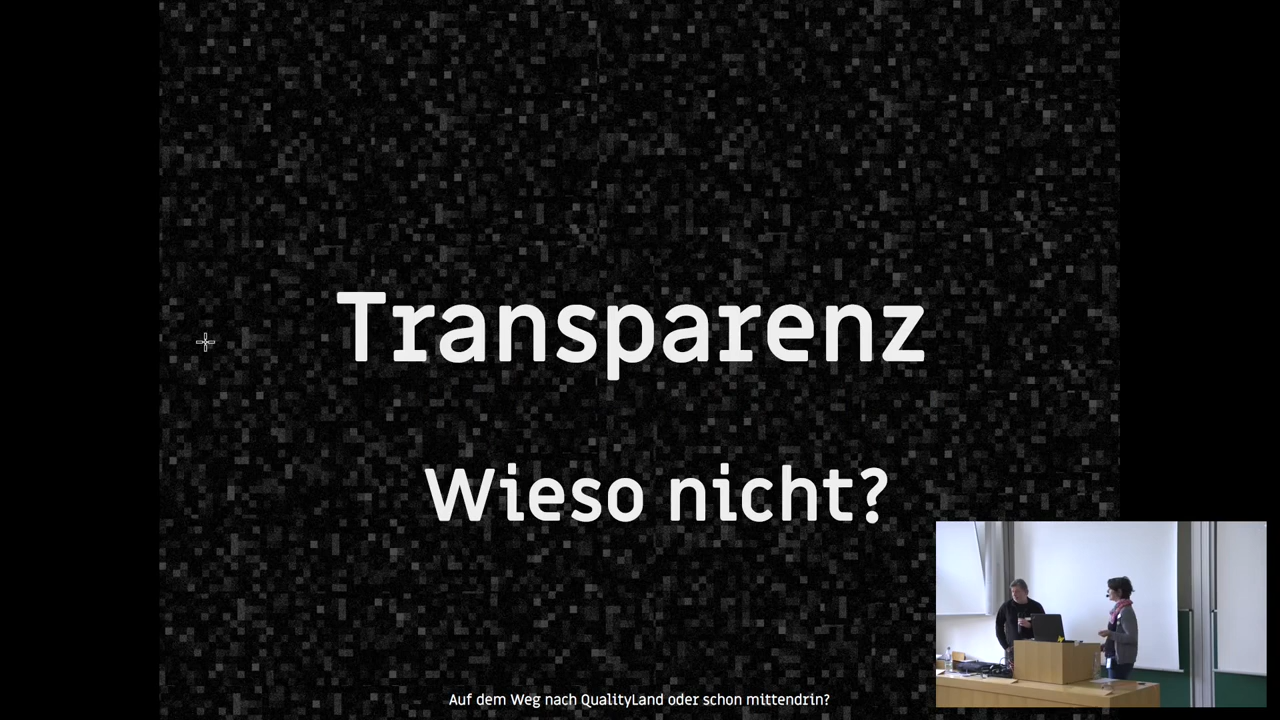 Transparenz
Wieso nicht?
Auf dem Weg nach QualityLand oder schon mittendrin?